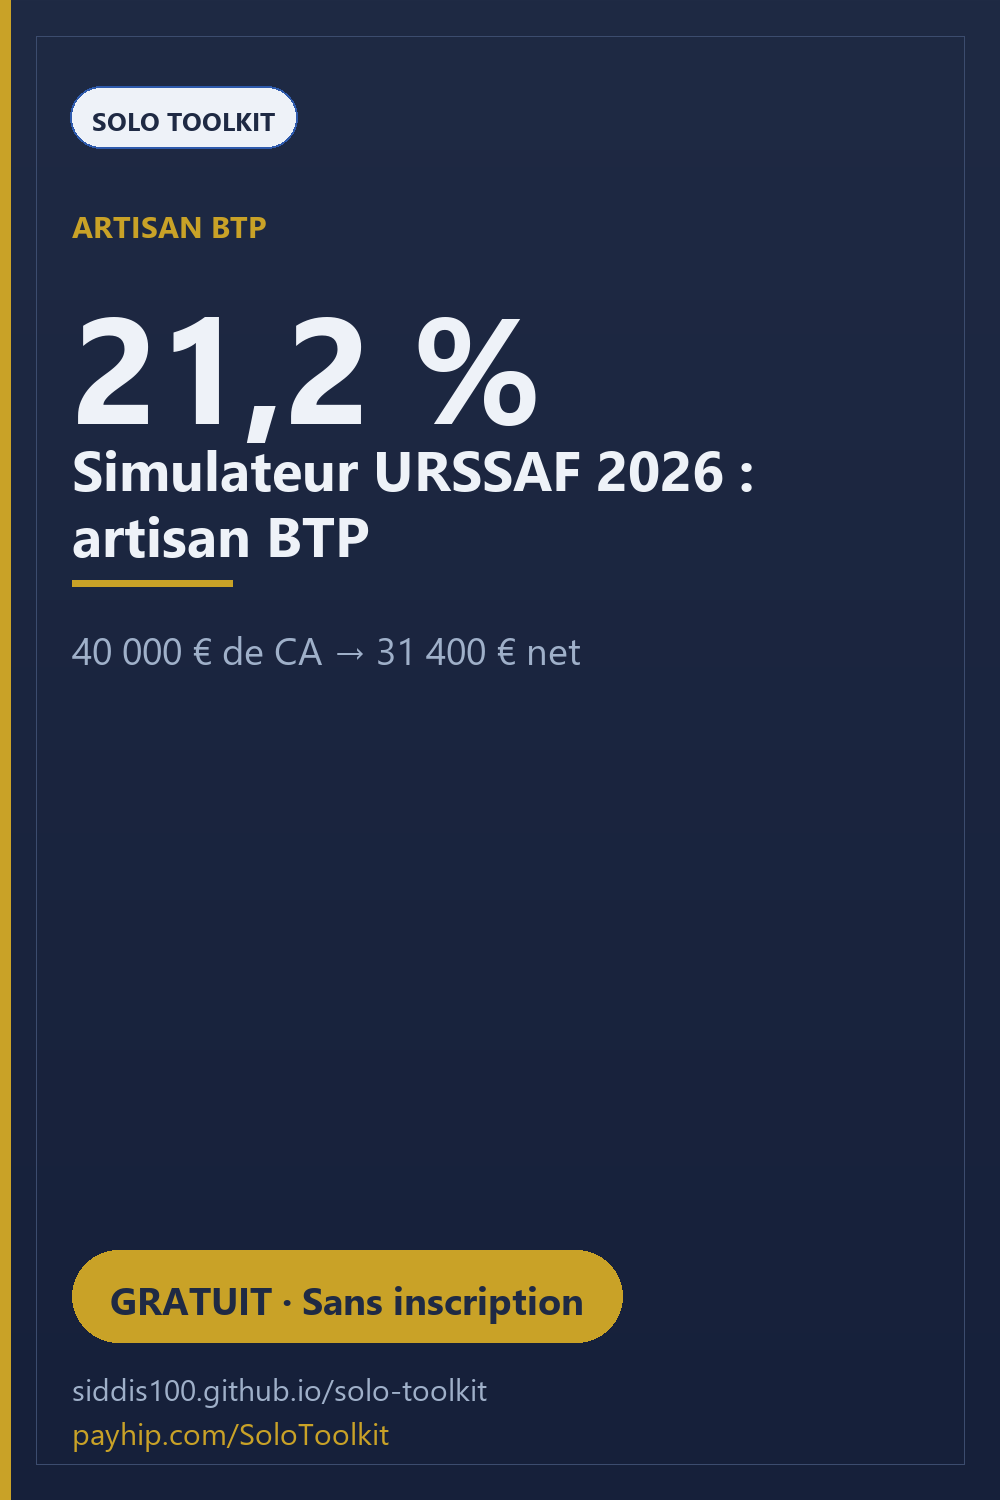 SOLO TOOLKIT
ARTISAN BTP
21,2 %
Simulateur URSSAF 2026 :
artisan BTP
40 000 € de CA → 31 400 € net
GRATUIT · Sans inscription
siddis100.github.io/solo-toolkit
payhip.com/SoloToolkit